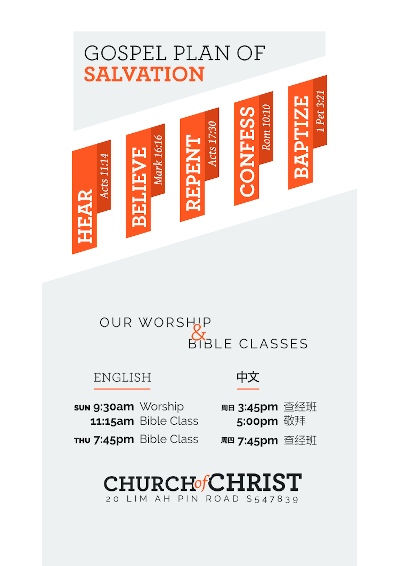 GOSPEL PLAN OF
SALVATION
HEAR
Acts 11:14
BELIEVE
Mark 16:16
REPENT
Acts 17:30
CONFESS
Rom 10:10
BAPTIZE
1 Pet 3:21
OUR WORSHIP
&
BIBLE CLASSES
ENGLISH
SUN 9:30am Worship
11:15am Bible Class
THU 7:45pm Bible Class
中文
周日 3:45pm 查经班
5:00pm 敬拜
周四 7:45pm 查经班
CHURCH of CHRIST
20 LIM AH PIN ROAD S547839